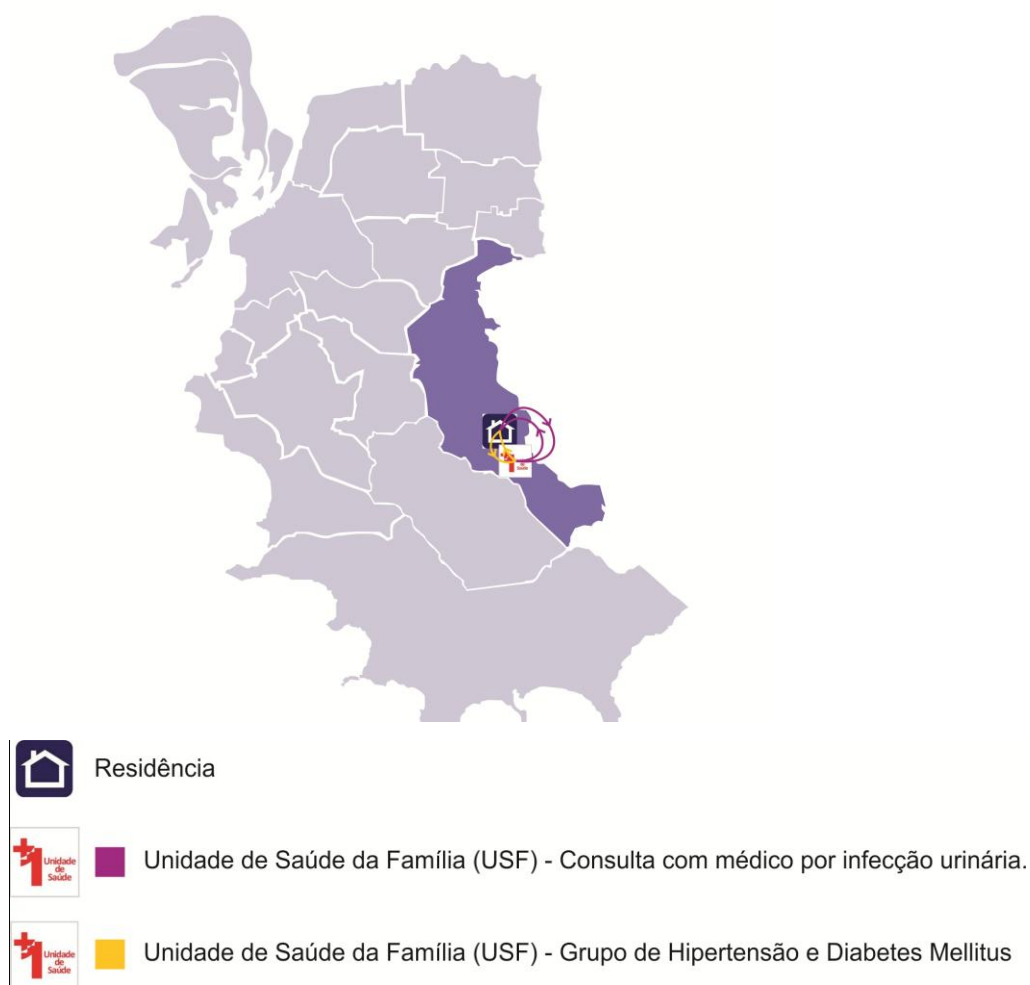 Residência
Unidade
de
Saúde
Unidade de Saúde da Família (USF) - Consulta com médico por infecção urinária.
Unidade
de
Saúde
Unidade de Saúde da Família (USF) - Grupo de Hipertensão e Diabetes Mellitus